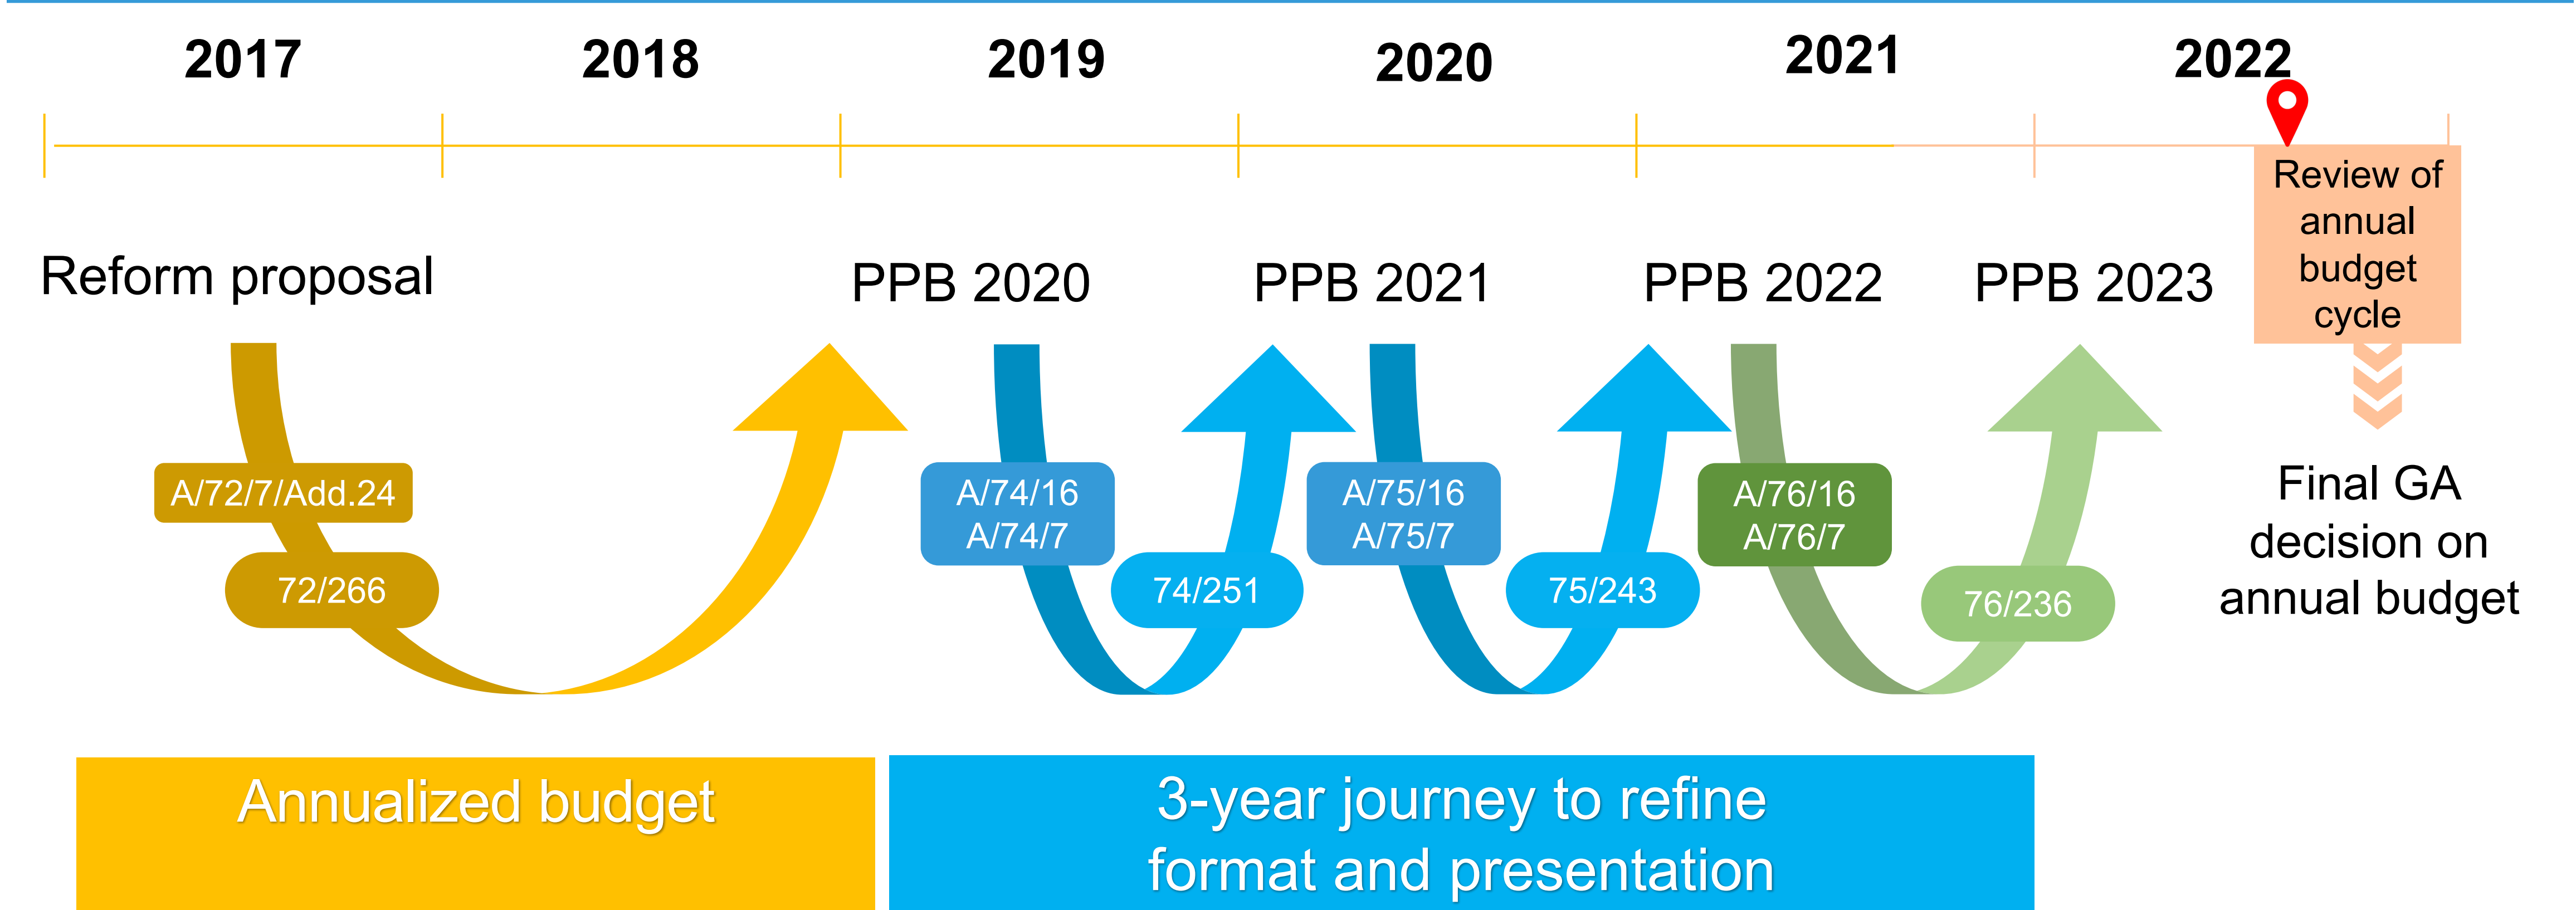 2017
2018
2019
2020
2021
2022
Review of
annual
budget
cycle
Reform proposal
PPB 2020
PPB 2021
PPB 2022
PPB 2023
A/72/7/Add.24
72/266
A/74/16
A/74/7
74/251
A/75/16
A/75/7
75/243
A/76/16
A/76/7
76/236
Final GA
decision on
annual budget
Annualized budget
3-year journey to refine
format and presentation